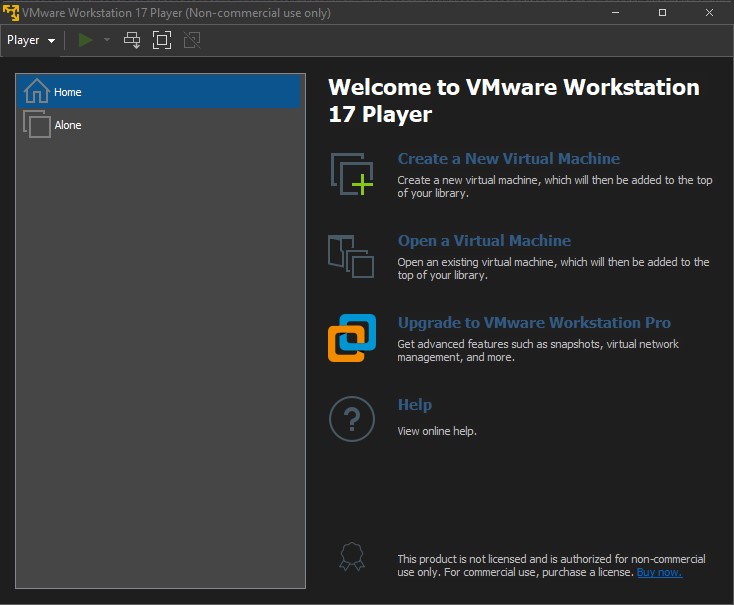 VMware Workstation 17 Player (Non-commercial use only)
Player
Home
Alone
Welcome to VMware Workstation
17 Player
Create a New Virtual Machine
Create a new virtual machine, which will then be added to the top
of your library.
Open a Virtual Machine
Open an existing virtual machine, which will then be added to the
top of your library.
Upgrade to VMware Workstation Pro
Get advanced features such as snapshots, virtual network
management, and more.
Help
View online help.
This product is not licensed and is authorized for non-commercial
use only. For commercial use, purchase a license. Buy now.